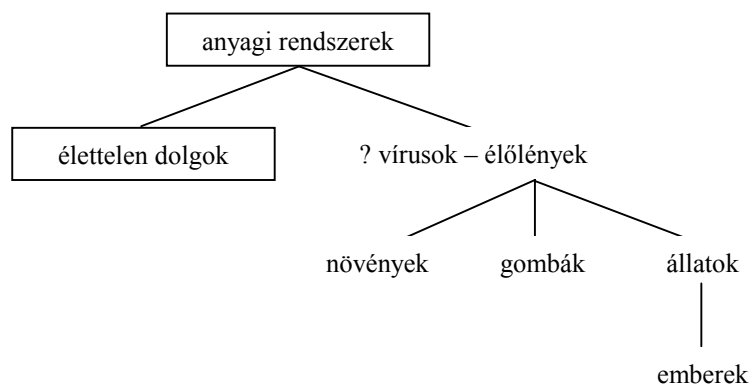 anyagi rendszerek
élettelen dolgok
? vírusok – élőlények
növények
gombák
állatok
emberek